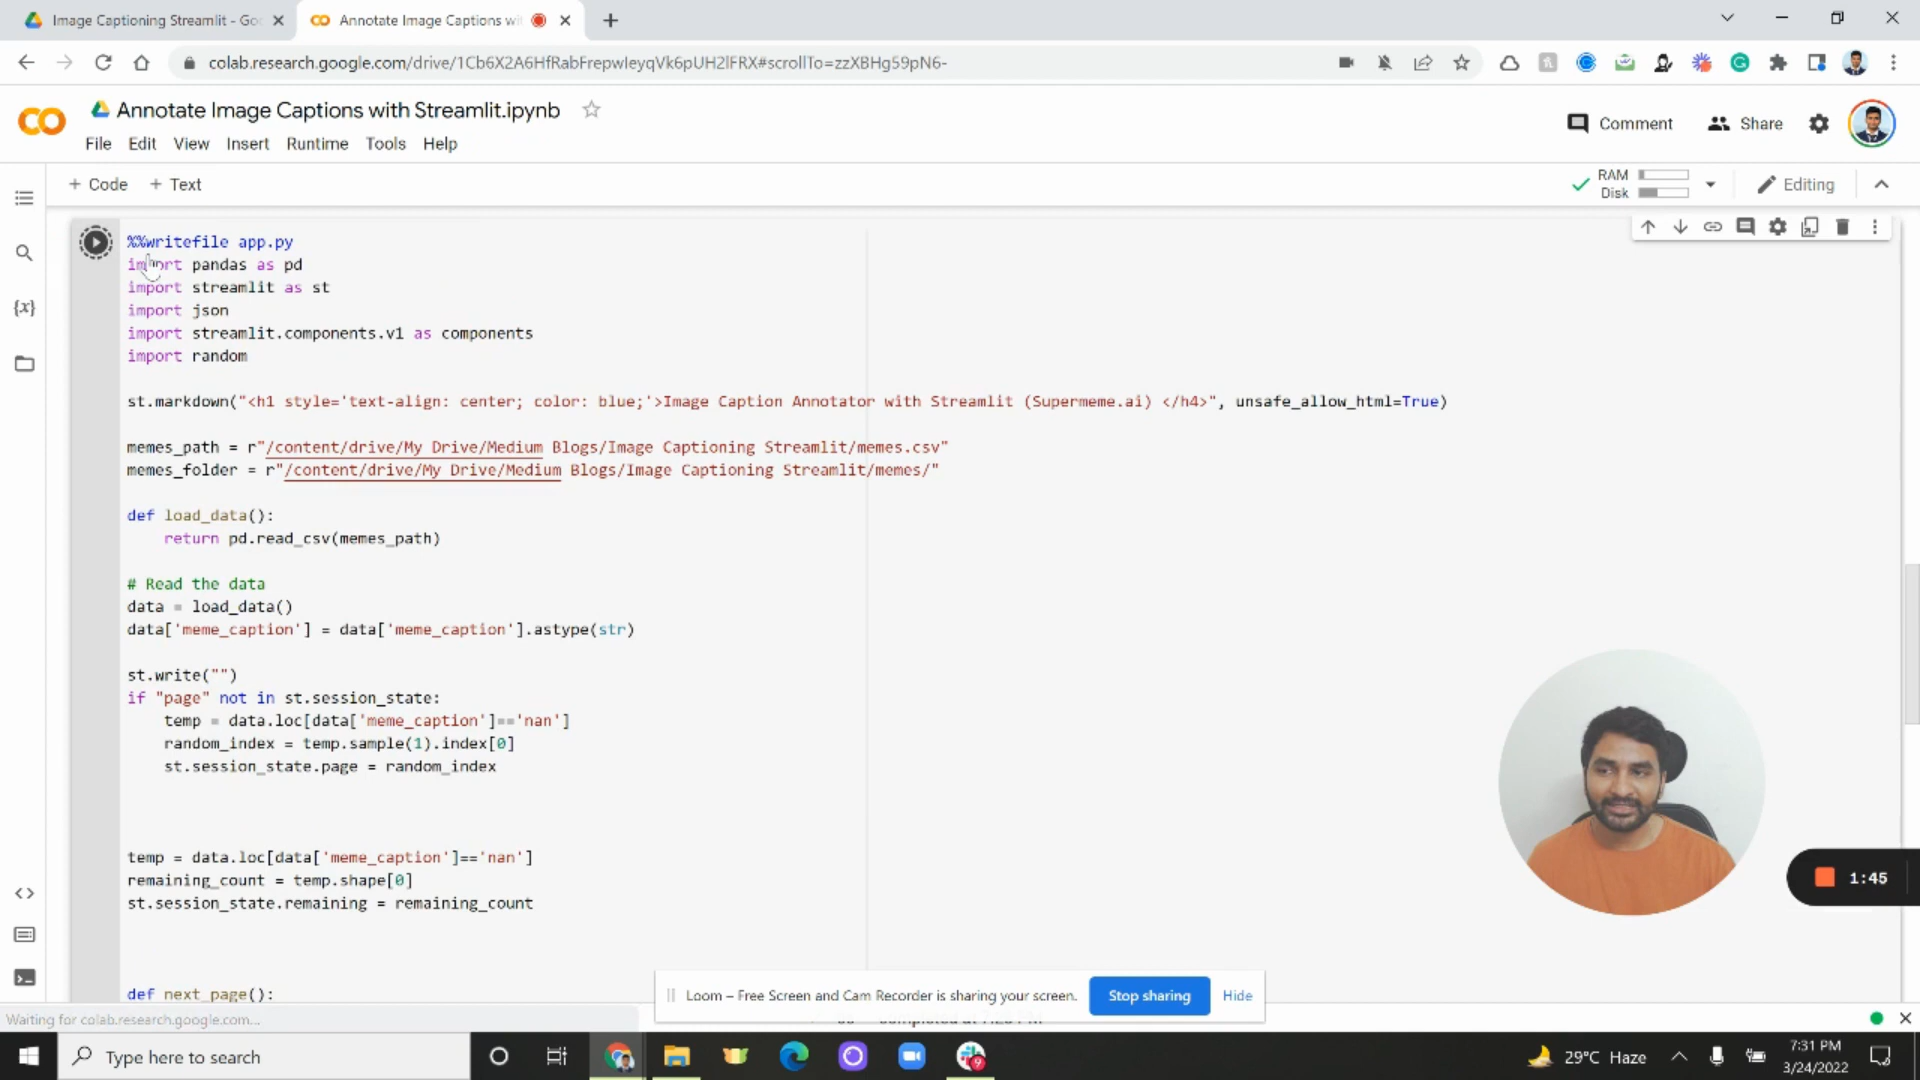 Image Captioning Streamlit - Goo
Annotate Image Captions wit
colab.research.google.com/drive/1Cb6X2A6HfRabFrepwIeyqVk6pUH2lFRX#scrollTo=zzXBHg59pN6-
Annotate Image Captions with Streamlit.ipynb
Comment
Share
File Edit View Insert Runtime Tools Help
+ Code + Text
RAM
Disk
Editing
%%writefile app.py
import pandas as pd
import streamlit as st
import json
import streamlit.components.v1 as components
import random
st.markdown("<h1 style='text-align: center; color: blue;'>Image Caption Annotator with Streamlit (Supermeme.ai) </h4>", unsafe_allow_html=True)
memes_path = r"/content/drive/My Drive/Medium Blogs/Image Captioning Streamlit/memes.csv"
memes_folder = r"/content/drive/My Drive/Medium Blogs/Image Captioning Streamlit/memes/"
def load_data():
return pd.read_csv(memes_path)
# Read the data
data = load_data()
data['meme_caption'] = data['meme_caption'].astype(str)
st.write("")
if "page" not in st.session_state:
temp = data.loc[data['meme_caption']=='nan']
random_index = temp.sample(1).index[0]
st.session_state.page = random_index
temp = data.loc[data['meme_caption']=='nan']
remaining_count = temp.shape[0]
st.session_state.remaining = remaining_count
1:45
def next_page():
Loom – Free Screen and Cam Recorder is sharing your screen.
Stop sharing
Hide
Waiting for colab.research.google.com...
Type here to search
9
29°C Haze
7:31 PM
3/24/2022